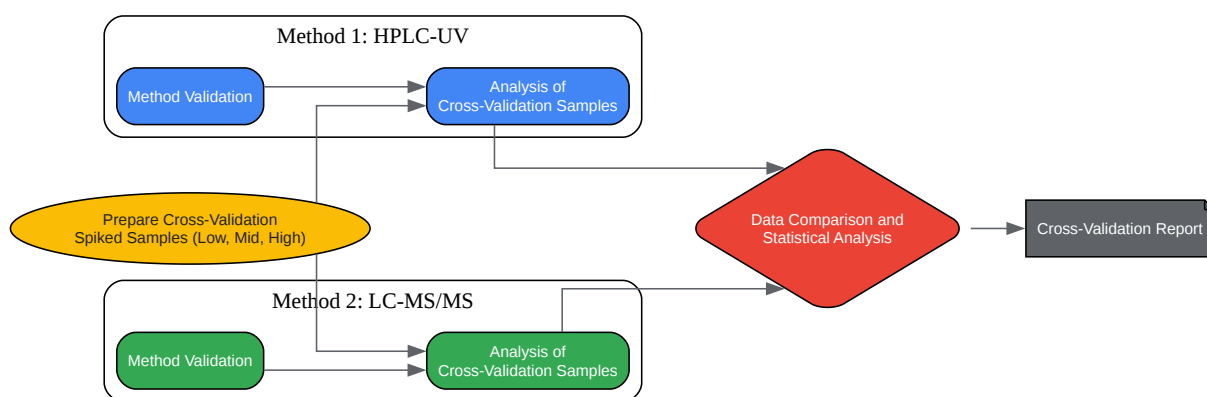 Method 1: HPLC-UV
Method Validation
Analysis of
Cross-Validation Samples
Prepare Cross-Validation
Spiked Samples (Low, Mid, High)
Data Comparison and
Statistical Analysis
Cross-Validation Report
Method 2: LC-MS/MS
Method Validation
Analysis of
Cross-Validation Samples